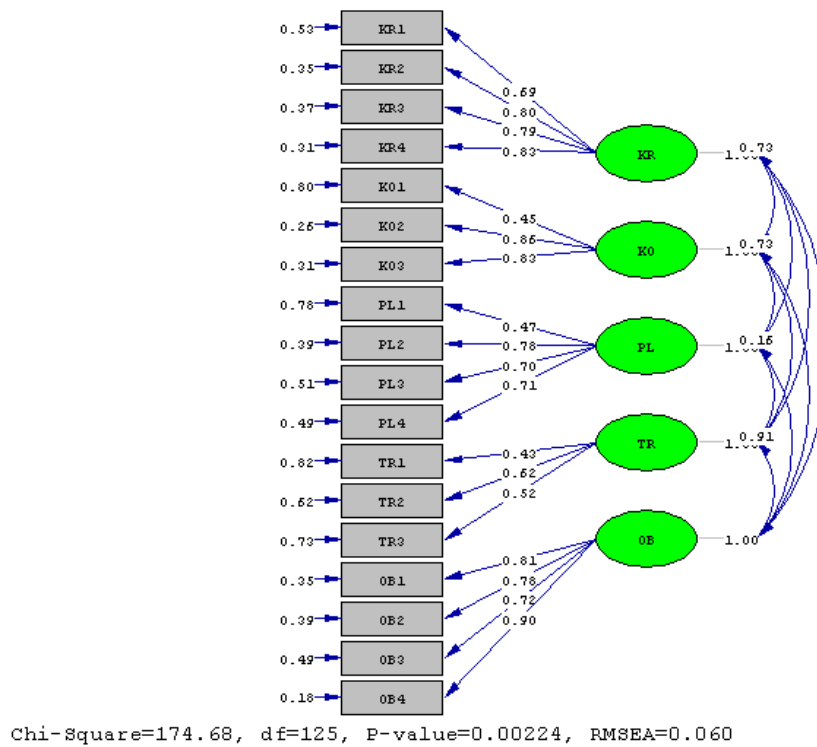 0.53 KR1
0.35 KR2
0.69
0.37 KR3
0.80
0.79
0.31 KR4 0.83 KR 0.73
0.80 KO1
0.45
0.26 KO2
0.86
0.31 KO3 0.83 KO 0.73
0.78 PL1
0.47
0.39 PL2 0.78 PL 0.16
0.70
0.51 PL3
0.71
0.49 PL4
0.82 TR1 0.43 TR 0.91
0.62 TR2 0.62
0.52
0.73 TR3 OB 1.00
0.35 OB1 0.81
0.78
0.39 OB2 0.72
0.90
0.49 OB3
0.18 OB4
Chi-Square=174.68, df=125, P-value=0.00224, RMSEA=0.060